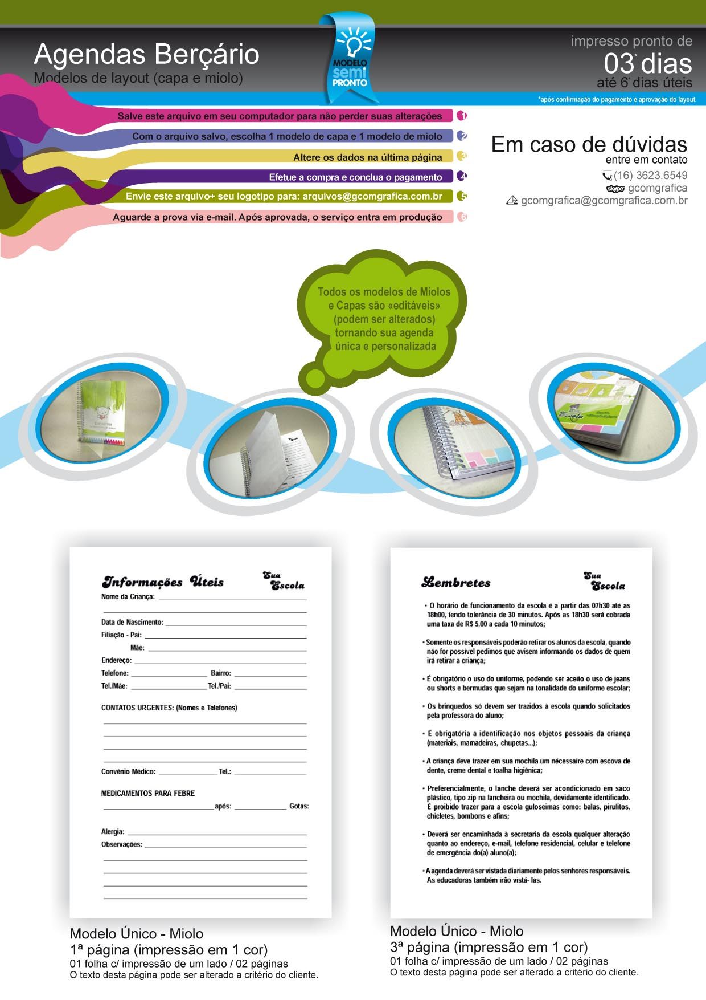 Agendas Berçário
Modelos de layout (capa e miolo)
MODELO
semi
PRONTO
impresso pronto de
03* dias
até 6* dias úteis
*após confirmação do pagamento e aprovação do layout
Salve este arquivo em seu computador para não perder suas alterações 1
Com o arquivo salvo, escolha 1 modelo de capa e 1 modelo de miolo 2
Altere os dados na última página 3
Efetue a compra e conclua o pagamento 4
Envie este arquivo+ seu logotipo para: arquivos@gcomgrafica.com.br 5
Aguarde a prova via e-mail. Após aprovada, o serviço entra em produção 6
Em caso de dúvidas
entre em contato
(16) 3623.6549
skype gcomgrafica
gcomgrafica@gcomgrafica.com.br
Todos os modelos de Miolos
e Capas são «editáveis»
(podem ser alterados)
tornando sua agenda
única e personalizada
Escola
Informações Úteis
Sua
Escola
Nome da Criança:
Data de Nascimento:
Filiação - Pai:
Mãe:
Endereço:
Telefone: Bairro:
Tel./Mãe: Tel./Pai:
CONTATOS URGENTES: (Nomes e Telefones)
Convênio Médico: Tel.:
MEDICAMENTOS PARA FEBRE
após: Gotas:
Alergia:
Observações:
Modelo Único - Miolo
1ª página (impressão em 1 cor)
01 folha c/ impressão de um lado / 02 páginas
O texto desta página pode ser alterado a critério do cliente.
Lembretes
Sua
Escola
• O horário de funcionamento da escola é a partir das 07h30 até as
18h00, tendo tolerância de 30 minutos. Após as 18h30 será cobrada
uma taxa de R$ 5,00 a cada 10 minutos;
• Somente os responsáveis poderão retirar os alunos da escola, quando
não for possível pedimos que avisem informando os dados de quem
irá retirar a criança;
• É obrigatório o uso do uniforme, podendo ser aceito o uso de jeans
ou shorts e bermudas que sejam na tonalidade do uniforme escolar;
• Os brinquedos só devem ser trazidos à escola quando solicitados
pela professora do aluno;
• É obrigatória a identificação nos objetos pessoais da criança
(materiais, mamadeiras, chupetas...);
• A criança deve trazer em sua mochila um nécessaire com escova de
dente, creme dental e toalha higiênica;
• Preferencialmente, o lanche deverá ser acondicionado em saco
plástico, tipo zip na lancheira ou mochila, devidamente identificado.
É proibido trazer para a escola guloseimas como: balas, pirulitos,
chicletes, bombons e afins;
• Deverá ser encaminhada à secretaria da escola qualquer alteração
quanto ao endereço, e-mail, telefone residencial, celular e telefone
de emergência do(a) aluno(a);
• A agenda deverá ser vistada diariamente pelos senhores responsáveis.
As educadoras também irão vistá- las.
Modelo Único - Miolo
3ª página (impressão em 1 cor)
01 folha c/ impressão de um lado / 02 páginas
O texto desta página pode ser alterado a critério do cliente.